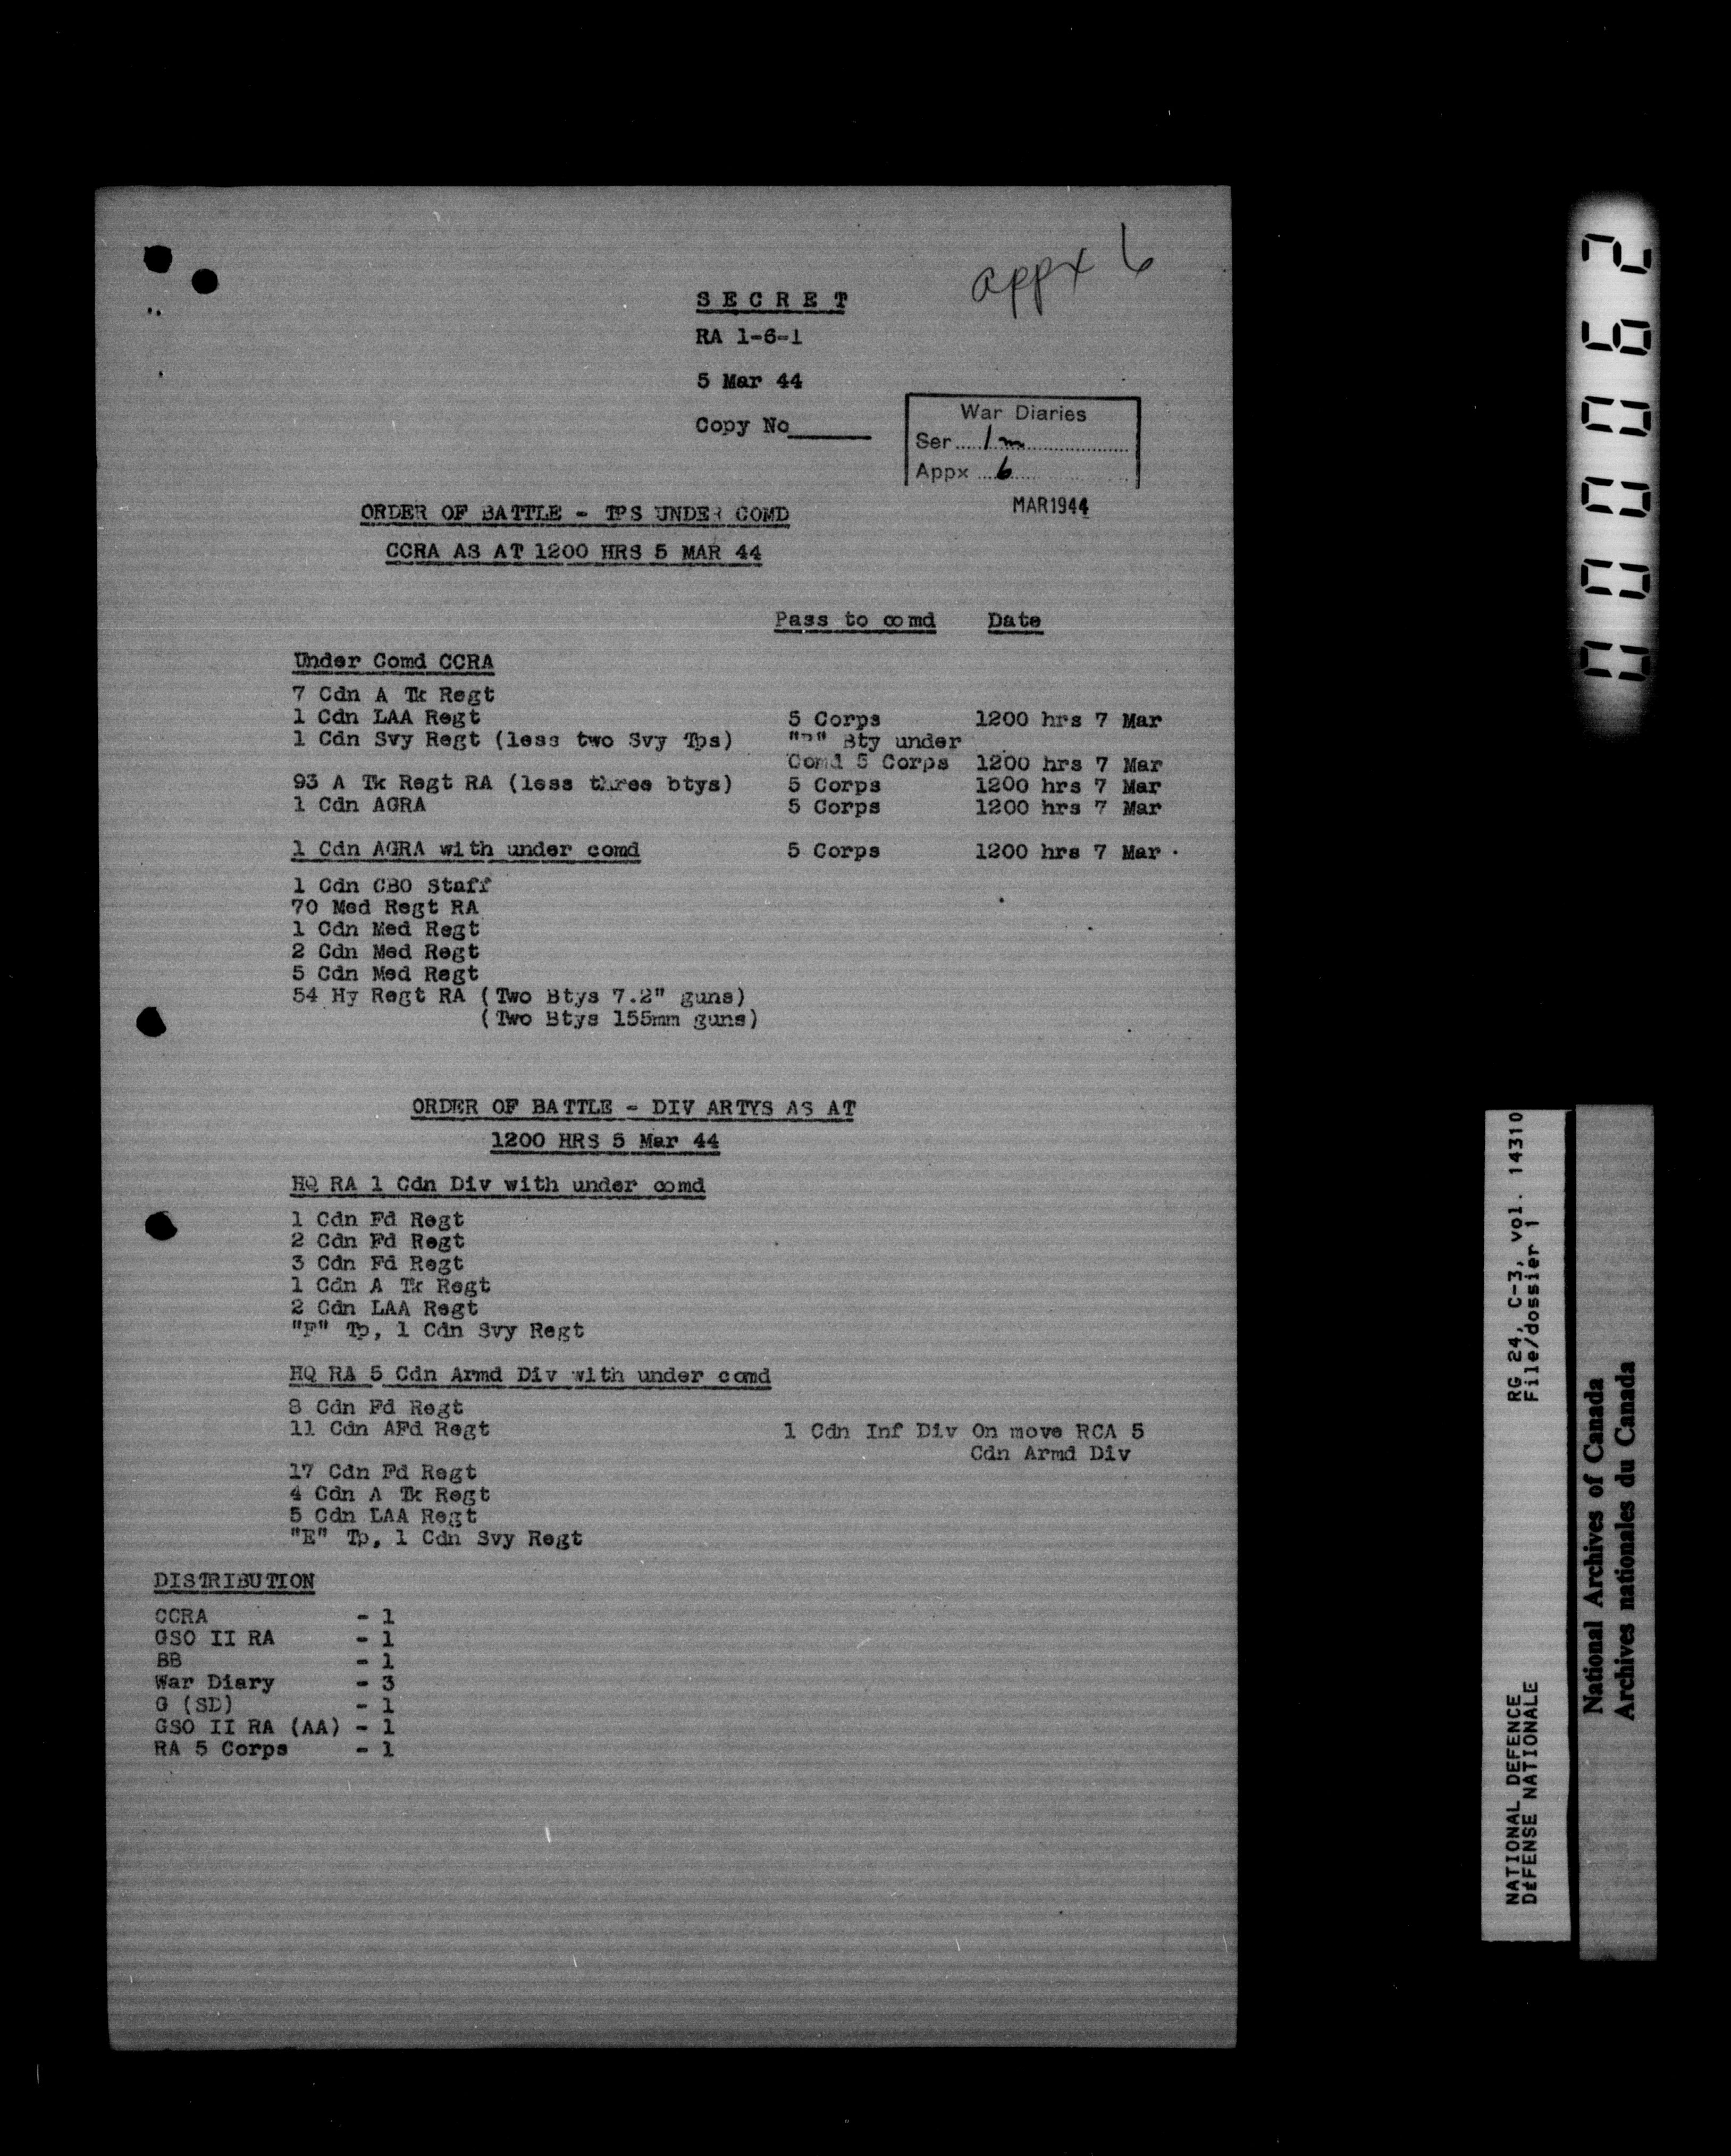 appx 6
S E C R E T
RA 1-6-1
5 Mar 44
Copy No
War Diaries
Ser 1 m
Appx 6
MAR1944
ORDER OF BATTLE - TPS UNDER COMD
CCRA AS AT 1200 HRS 5 MAR 44
Pass to comd Date
Under Comd CCRA
7 Cdn A Tk Regt
1 Cdn LAA Regt 5 Corps 1200 hrs 7 Mar
1 Cdn Svy Regt (less two Svy Tps) Bty under
Comd 5 Corps 1200 hrs 7 Mar
93 A Tk Regt RA (less three btys) 5 Corps 1200 hrs 7 Mar
1 Cdn AGRA 5 Corps 1200 hrs 7 Mar
1 Cdn AGRA with under comd 5 Corps 1200 hrs 7 Mar
1 Cdn CBO Staff
70 Med Regt RA
1 Cdn Med Regt
2 Cdn Med Regt
5 Cdn Med Regt
54 Hy Regt RA (Two Btys 7.2" guns)
(Two Btys 155mm guns)
ORDER OF BATTLE - DIV ARTYS AS AT
1200 HRS 5 Mar 44
HQ RA 1 Cdn Div with under comd
1 Cdn Fd Regt
2 Cdn Fd Regt
3 Cdn Fd Regt
1 Cdn A Tk Regt
2 Cdn LAA Regt
"F" Tp, 1 Cdn Svy Regt
HQ RA 5 Cdn Armd Div with under comd
8 Cdn Fd Regt
11 Cdn AFd Regt 1 Cdn Inf Div On move RCA 5
Cdn Armd Div
17 Cdn Fd Regt
4 Cdn A Tk Regt
5 Cdn LAA Regt
"E" Tp, 1 Cdn Svy Regt
DISTRIBUTION
CCRA - 1
GSO II RA - 1
BB - 1
War Diary - 3
G (SD) - 1
GSO II RA (AA) - 1
RA 5 Corps - 1
000062
NATIONAL DEFENCE RG 24, C-3, vol. 14310
DÉFENSE NATIONALE File/dossier 1
National Archives of Canada
Archives nationales du Canada